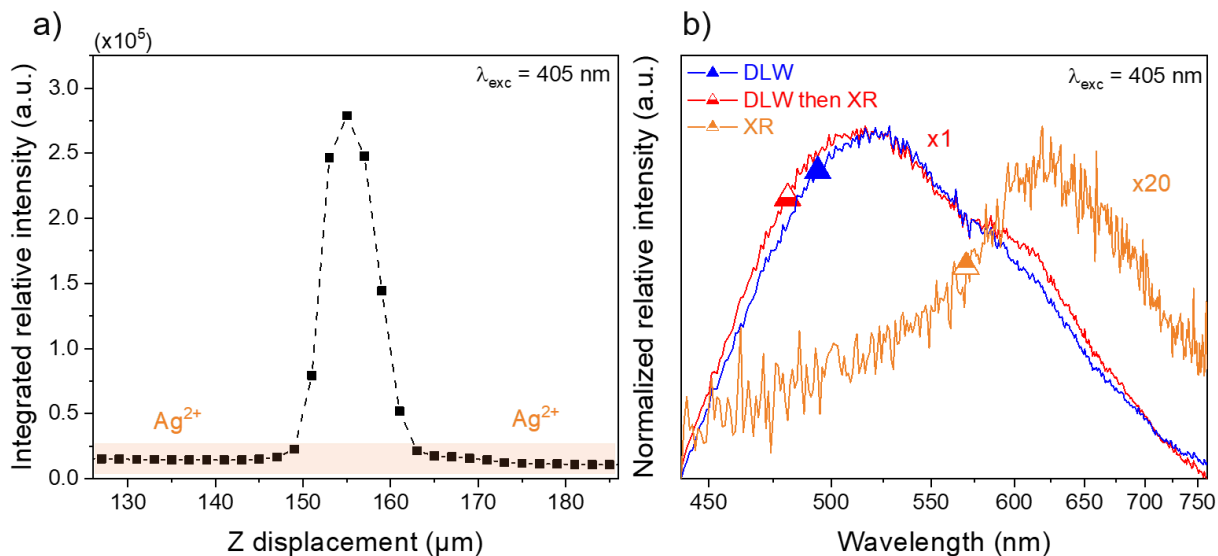 a)
(x10⁵)
λexc = 405 nm
Integrated relative intensity (a.u.)
3.0
2.5
2.0
1.5
1.0
0.5
0.0
Ag²⁺
Ag²⁺
130
140
150
160
170
180
Z displacement (µm)
b)
DLW
DLW then XR
XR
λexc = 405 nm
x1
x20
Normalized relative intensity (a.u.)
450
500
550
600
650
700
750
Wavelength (nm)